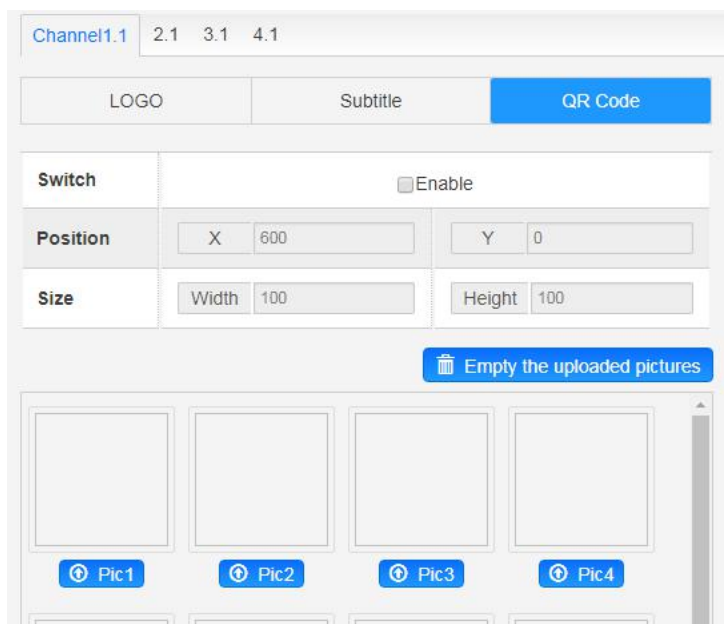 Channel1.1 2.1 3.1 4.1
LOGO Subtitle QR Code
Switch Enable
Position X 600 Y 0
Size Width 100 Height 100
Empty the uploaded pictures
Pic1 Pic2 Pic3 Pic4